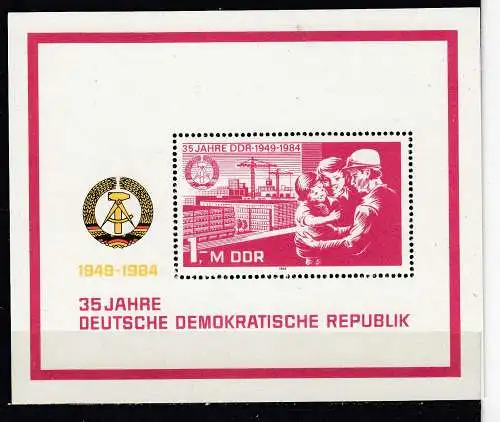 35 JAHRE DDR·1949-1984
1,- M DDR
1949-1984
35 JAHRE
DEUTSCHE DEMOKRATISCHE REPUBLIK